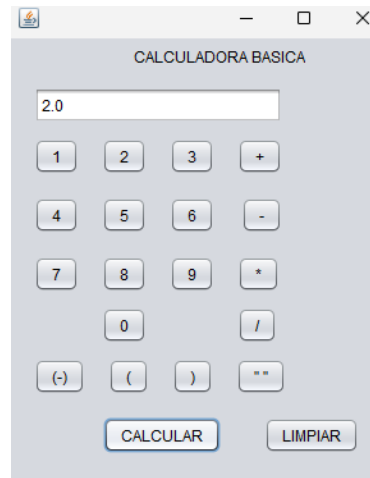 CALCULADORA BASICA
2.0
1 2 3 +
4 5 6 -
7 8 9 *
0 /
(-) ( ) " "
CALCULAR LIMPIAR